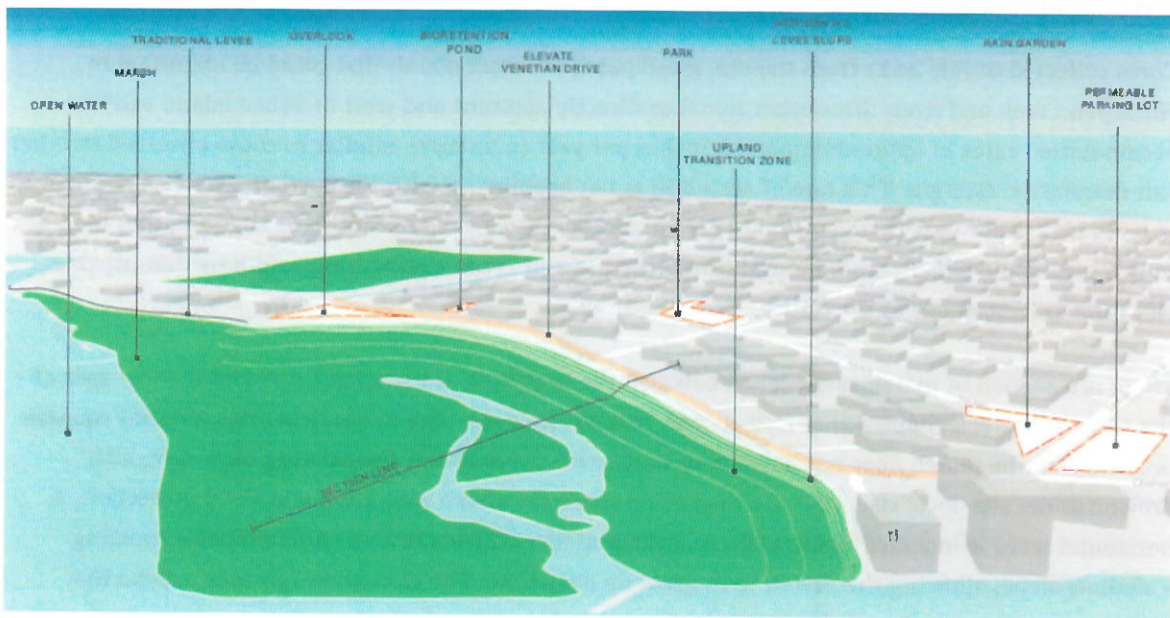 TRADITIONAL LEVEE
OVERLOOK
BIORETENTION
POND
ELEVATE
VENETIAN DRIVE
PARK
LEVEE SLOPE
RAIN GARDEN
MARSH
OPEN WATER
PERMEABLE
PARKING LOT
UPLAND
TRANSITION ZONE
SECTION LINE